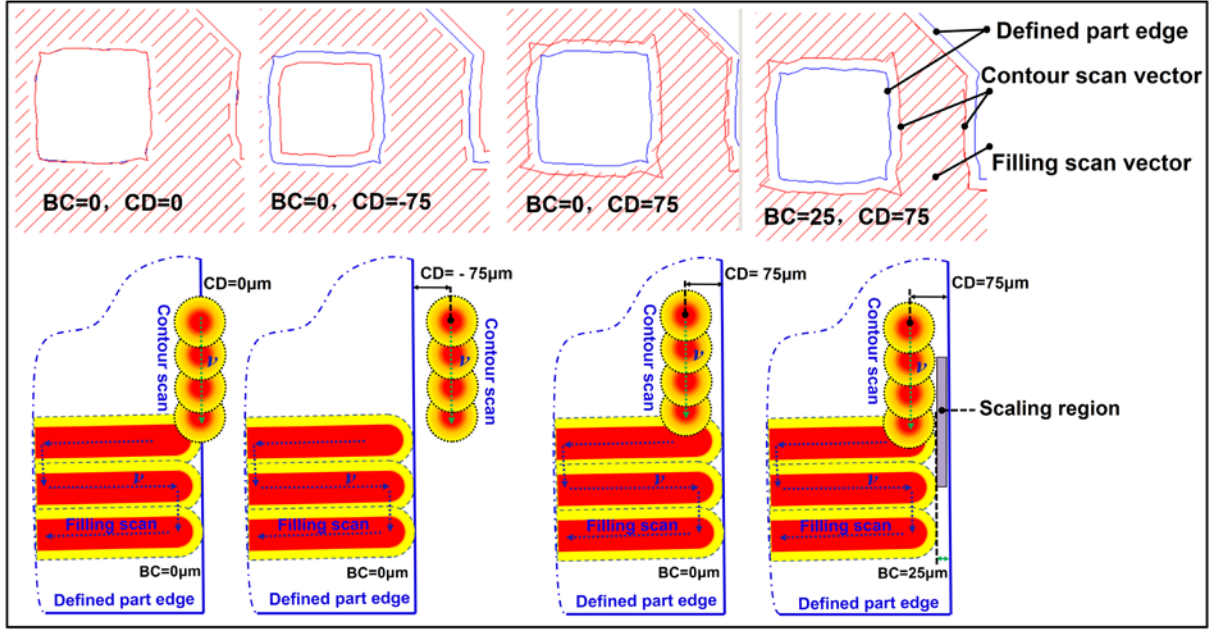 Defined part edge
Contour scan vector
Filling scan vector
BC=0, CD=0
BC=0, CD=-75
BC=0, CD=75
BC=25, CD=75
CD=0μm
CD= - 75μm
CD= 75μm
CD=75μm
Contour scan
Contour scan
Contour scan
Contour scan
v
v
v
v
Scaling region
v
v
v
v
Filling scan
Filling scan
Filling scan
Filling scan
BC=0μm
BC=0μm
BC=0μm
BC=25μm
Defined part edge
Defined part edge
Defined part edge
Defined part edge